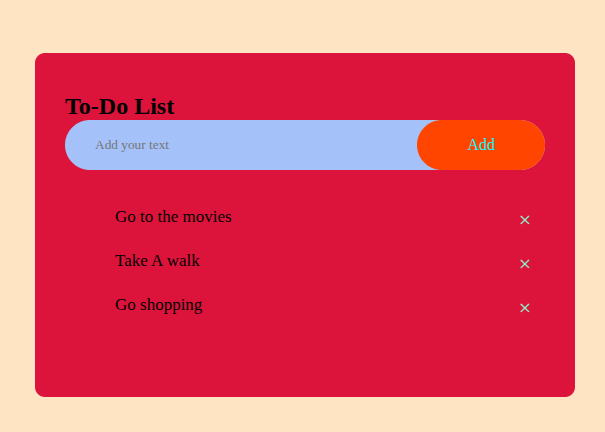 To-Do List
Add your text
Add
Go to the movies ×
Take A walk ×
Go shopping ×